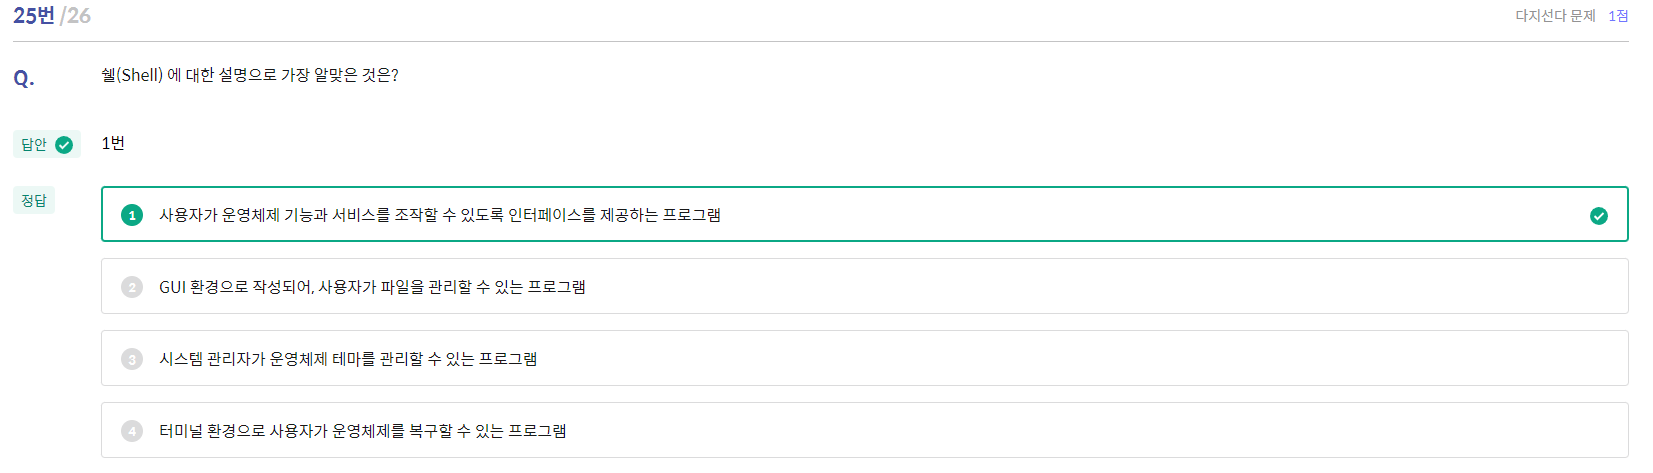 25번 /26
다지선다 문제 1점
Q. 쉘(Shell) 에 대한 설명으로 가장 알맞은 것은?
답안 1번
정답
1 사용자가 운영체제 기능과 서비스를 조작할 수 있도록 인터페이스를 제공하는 프로그램
2 GUI 환경으로 작성되어, 사용자가 파일을 관리할 수 있는 프로그램
3 시스템 관리자가 운영체제 테마를 관리할 수 있는 프로그램
4 터미널 환경으로 사용자가 운영체제를 복구할 수 있는 프로그램